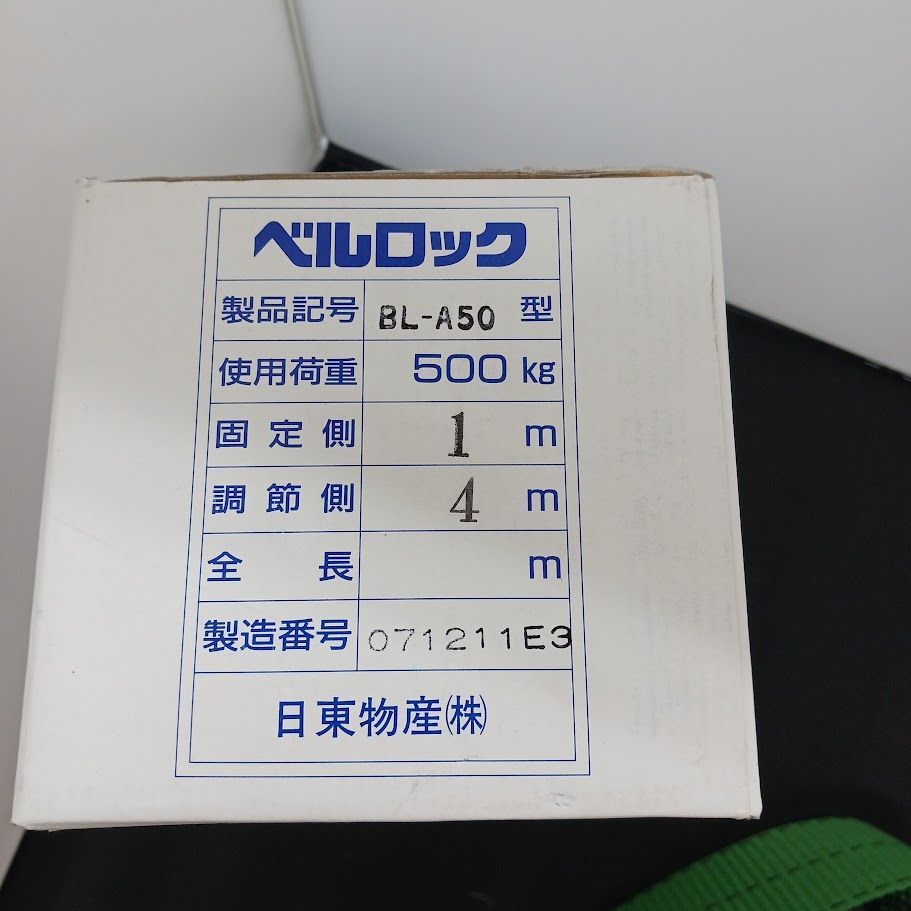 ベルロック
製品記号 BL-A50 型
使用荷重 500 kg
固定側 1 m
調節側 4 m
全長 m
製造番号 071211E3
日東物産㈱